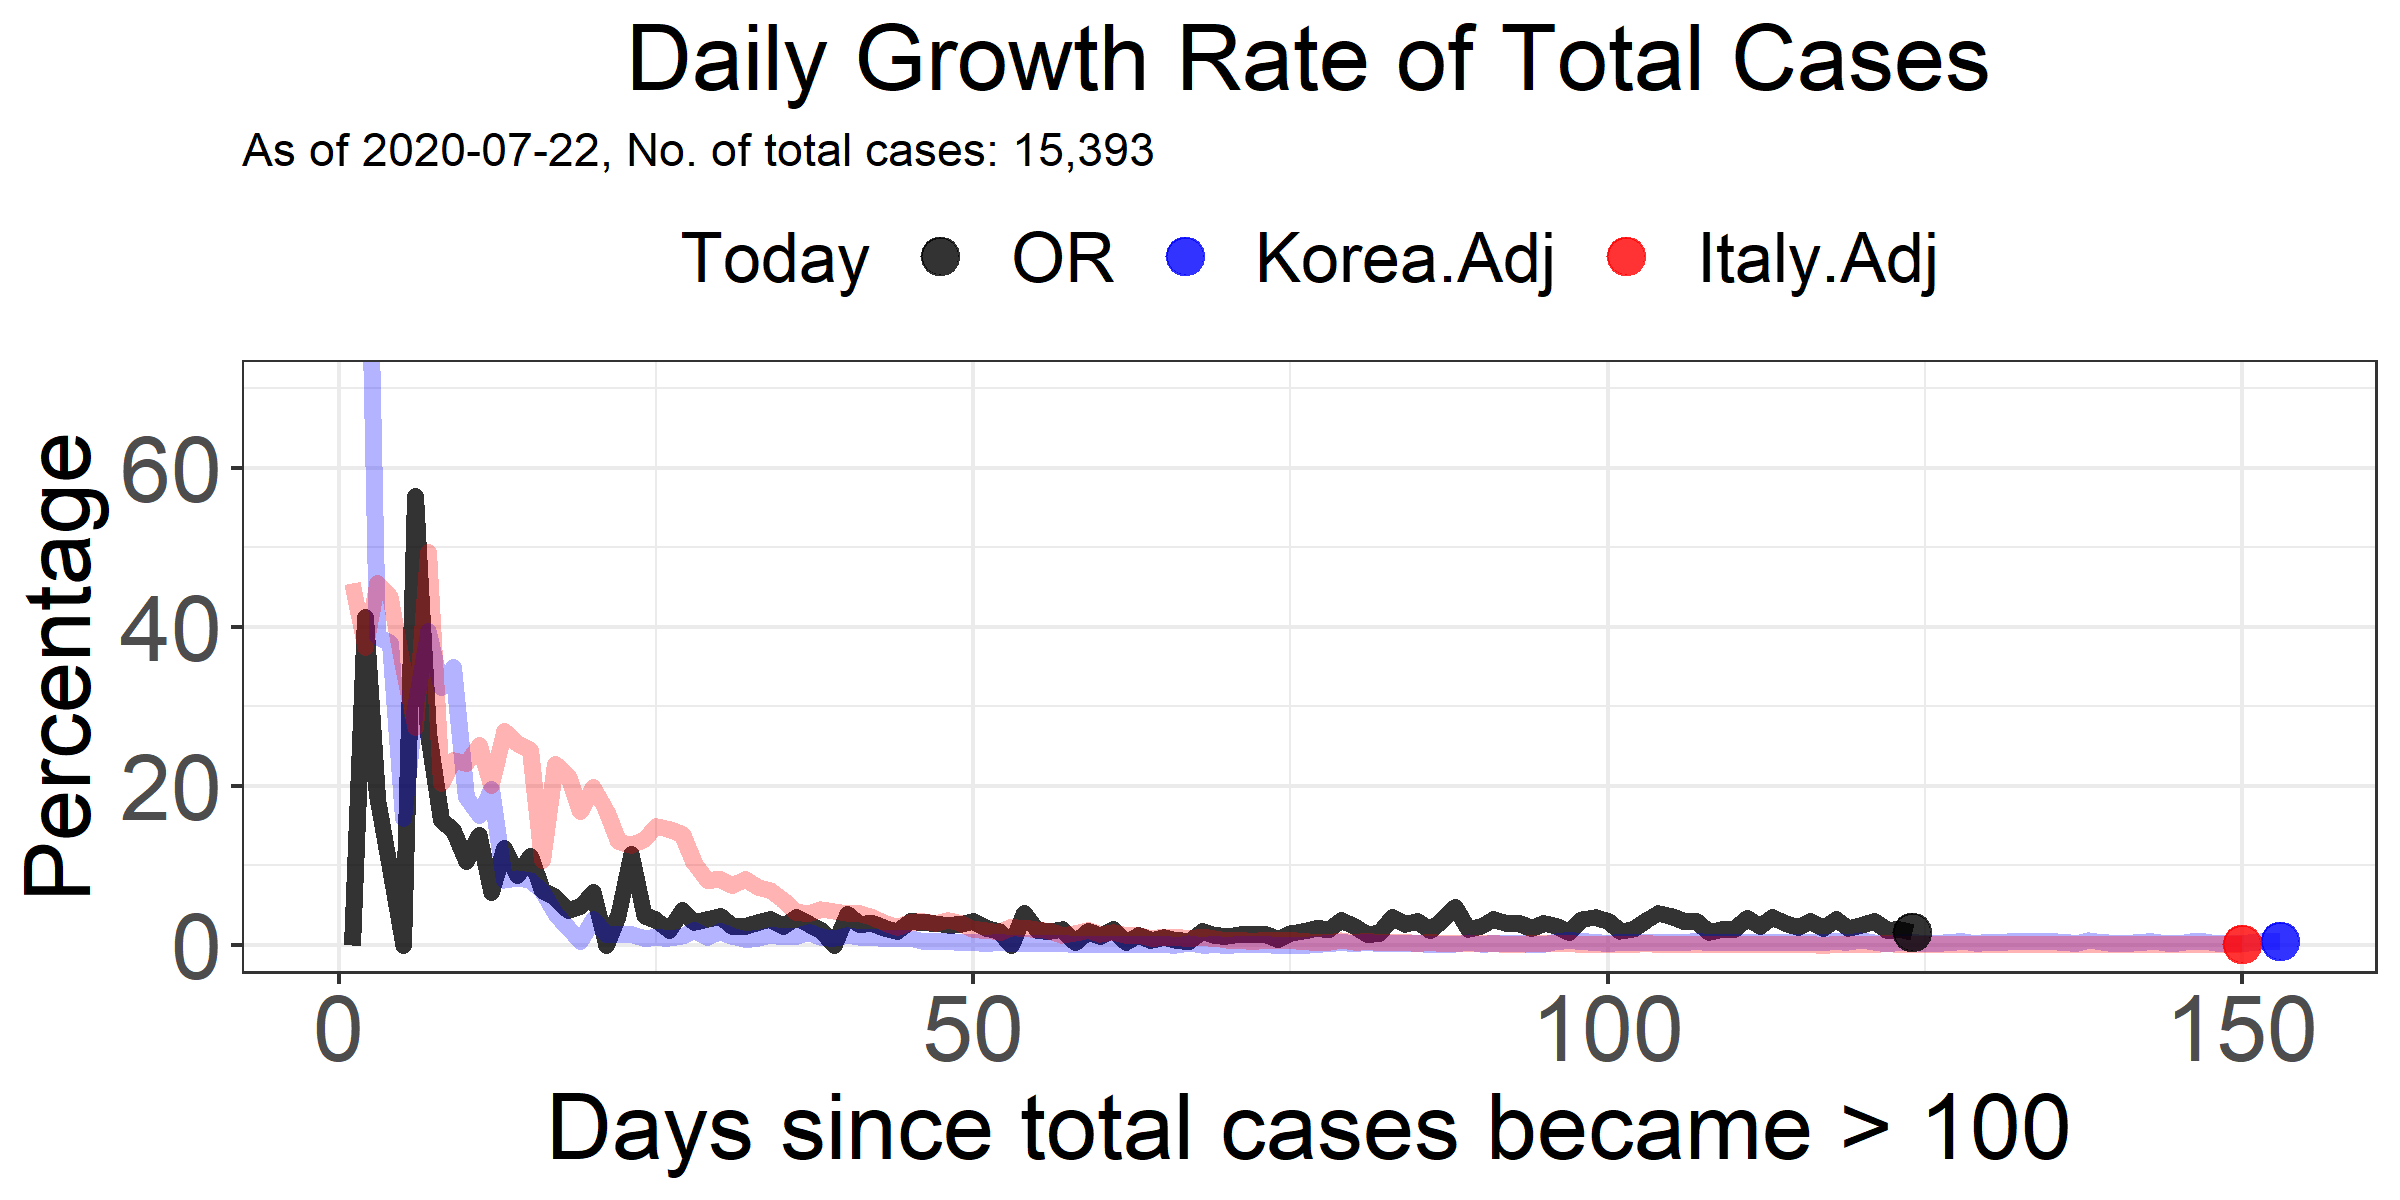 Daily Growth Rate of Total Cases
As of 2020-07-22, No. of total cases: 15,393
Today OR Korea.Adj Italy.Adj
Percentage
60
40
20
0
0 50 100 150
Days since total cases became > 100